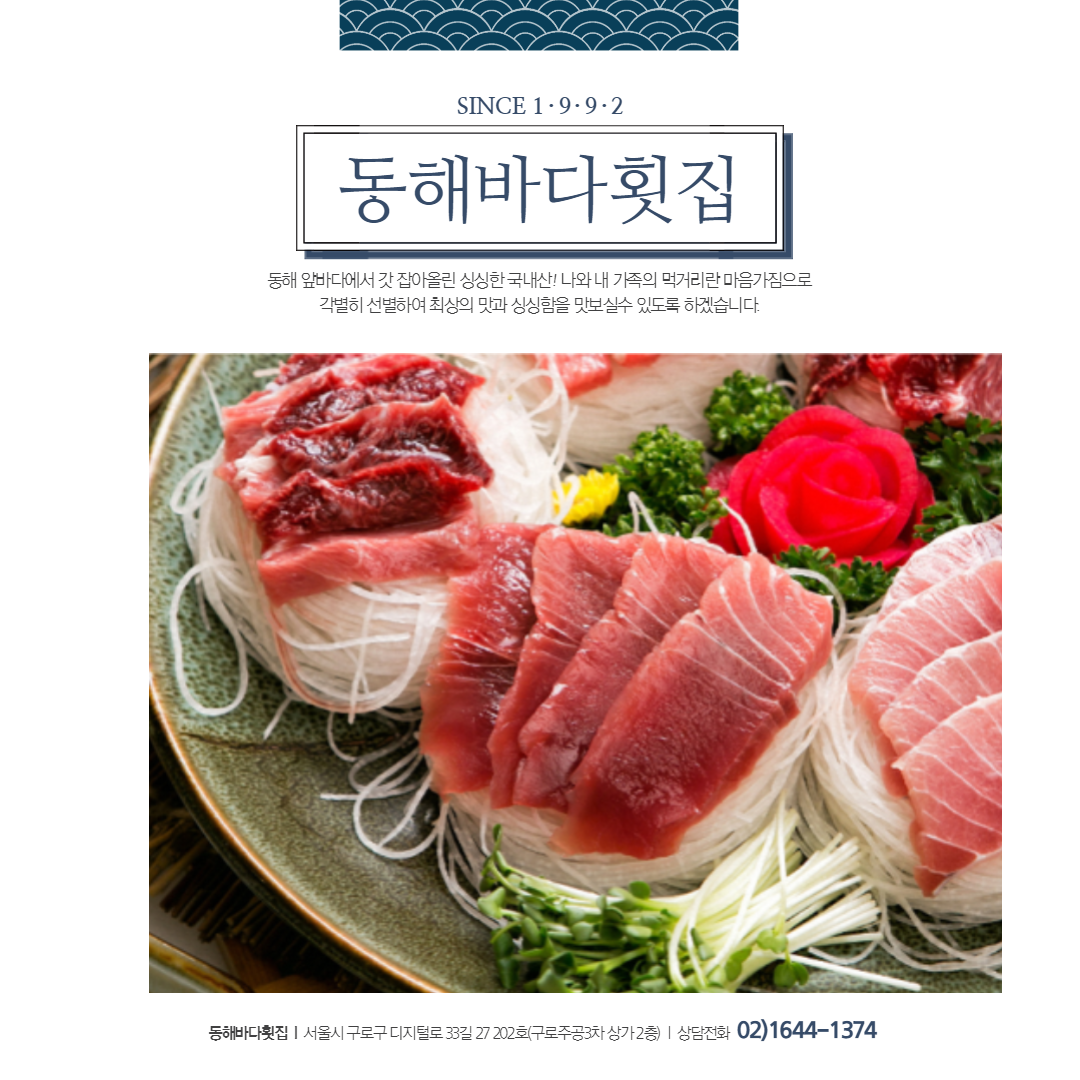 SINCE 1·9·9·2
동해바다횟집
동해 앞바다에서 갓 잡아올린 싱싱한 국내산! 나와 내 가족의 먹거리란 마음가짐으로
각별히 선별하여 최상의 맛과 싱싱함을 맛보실수 있도록 하겠습니다.
동해바다횟집 | 서울시 구로구 디지털로 33길 27 202호(구로주공3차 상가 2층) | 상담전화 02)1644-1374